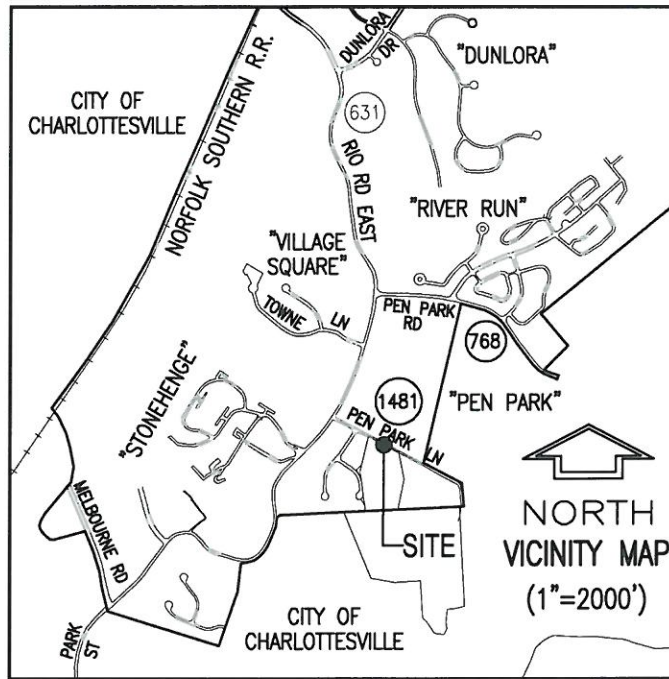 DUNLORA
DR
"DUNLORA"
CITY OF
CHARLOTTESVILLE
NORFOLK SOUTHERN R.R.
631
RIO RD EAST
"RIVER RUN"
"VILLAGE
SQUARE"
TOWNE
LN
PEN PARK
RD
768
"STONEHENGE"
1481
"PEN PARK"
PEN PARK
LN
MELBOURNE RD
SITE
NORTH
VICINITY MAP
(1"=2000')
CITY OF
CHARLOTTESVILLE
PARK
ST